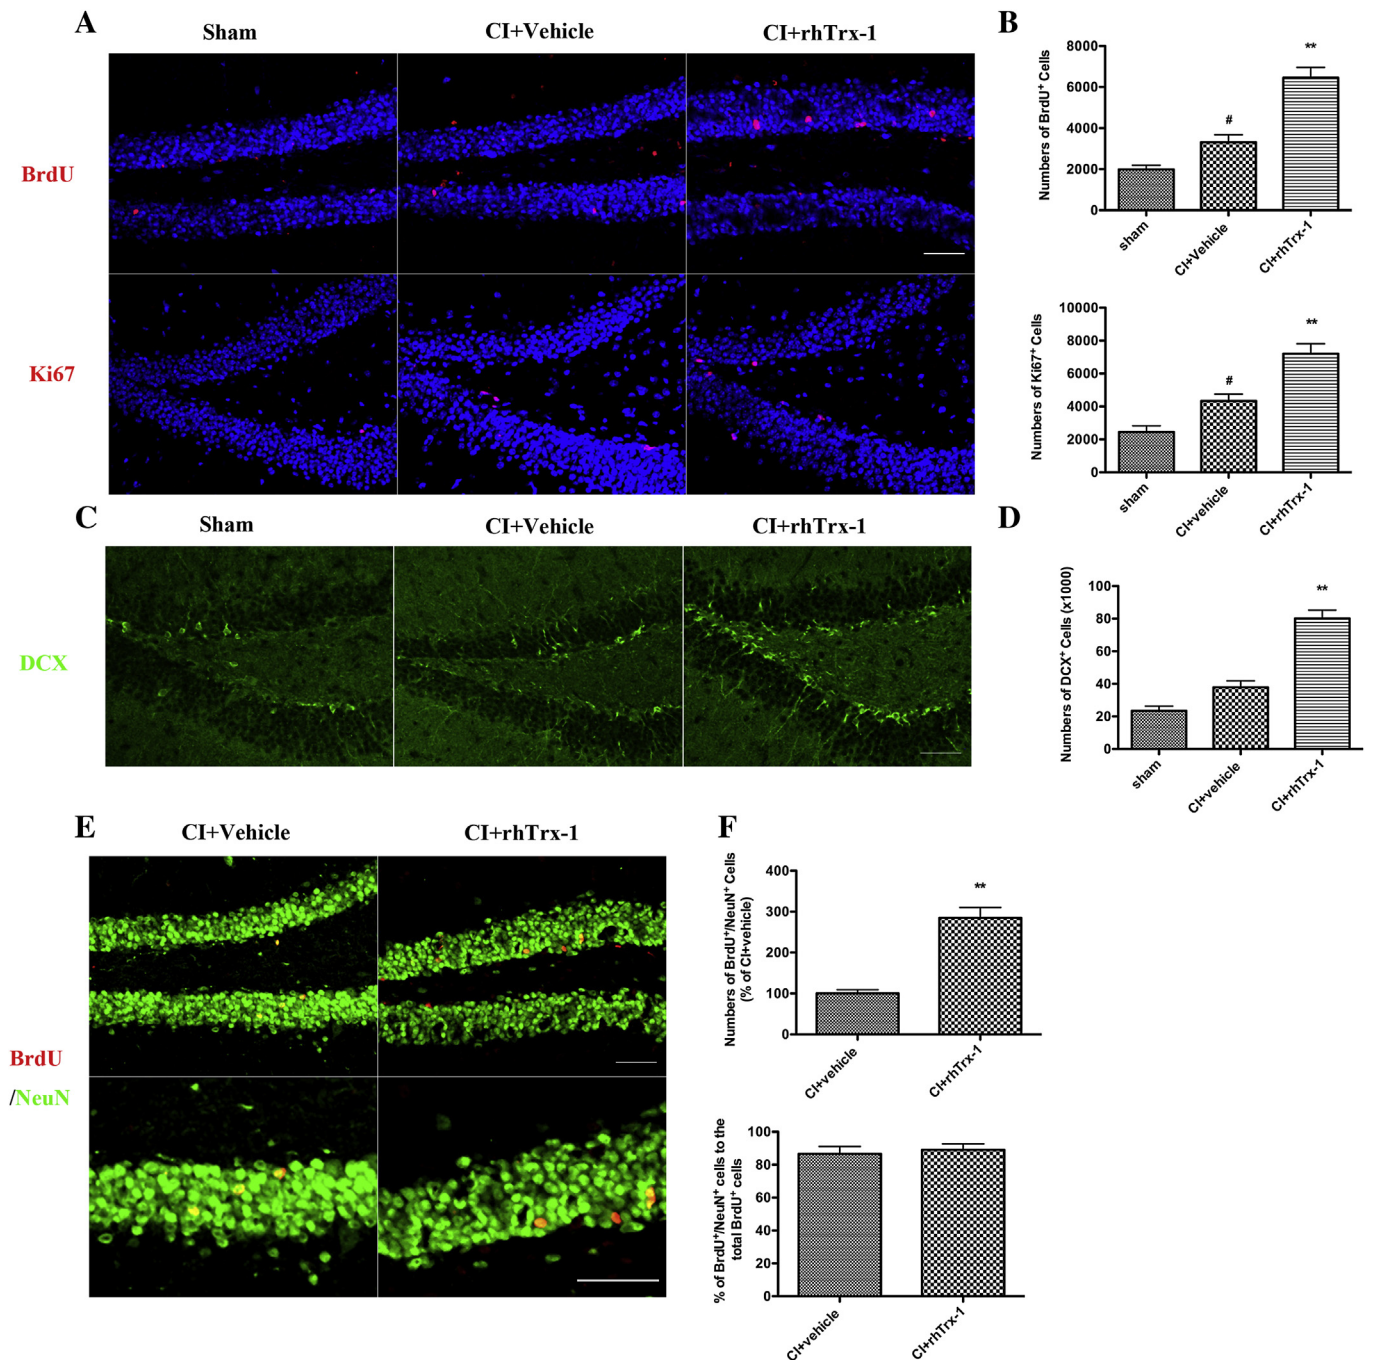 A
Sham
CI+Vehicle
CI+rhTrx-1
BrdU
Ki67
B
Numbers of BrdU⁺ Cells
8000
6000
4000
2000
0
#
**
sham
CI+Vehicle
CI+rhTrx-1
Numbers of Ki67⁺ Cells
10000
8000
6000
4000
2000
0
#
**
sham
CI+vehicle
CI+rhTrx-1
C
Sham
CI+Vehicle
CI+rhTrx-1
DCX
D
Numbers of DCX⁺ Cells (x1000)
100
80
60
40
20
0
**
sham
CI+vehicle
CI+rhTrx-1
E
CI+Vehicle
CI+rhTrx-1
BrdU
/NeuN
F
Numbers of BrdU⁺/NeuN⁺ Cells
(% of CI+vehicle)
400
300
200
100
0
**
CI+vehicle
CI+rhTrx-1
% of BrdU⁺/NeuN⁺ cells to the
total BrdU⁺ cells
100
80
60
40
20
0
CI+vehicle
CI+rhTrx-1